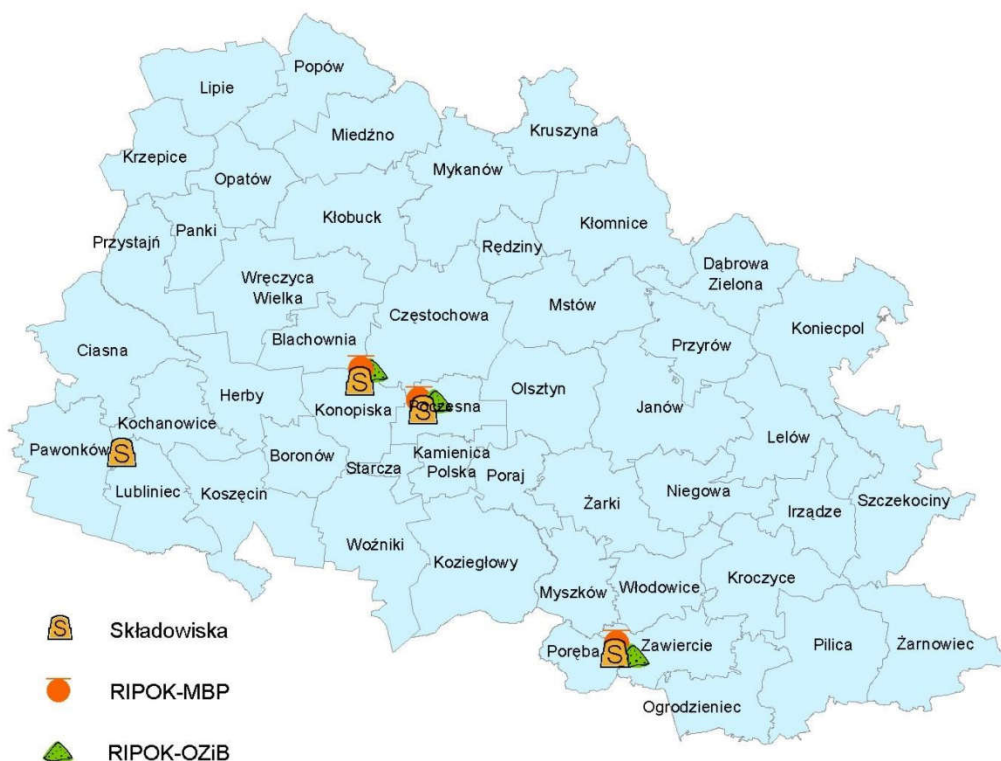 Popów
Lipie
Miedźno
Kruszyna
Krzepice
Mykanów
Opatów
Kłobuck
Kłomnice
Przystajń
Panki
Rędziny
Dąbrowa
Zielona
Wręczyca
Wielka
Mstów
Częstochowa
Koniecpol
Blachownia
Przyrów
Ciasna
Olsztyn
Herby
S
Konopiska
Poczesna
S
Janów
Kochanowice
Lelów
Pawonków
S
Boronów
Kamienica
Polska
Starcza
Poraj
Lubliniec
Koszęcin
Niegowa
Szczekociny
Żarki
Irządze
Woźniki
Koziegłowy
Myszków
Włodowice
Kroczyce
Poręba
S
Zawiercie
Pilica
Żarnowiec
Ogrodzieniec
S Składowiska
RIPOK-MBP
RIPOK-OZiB